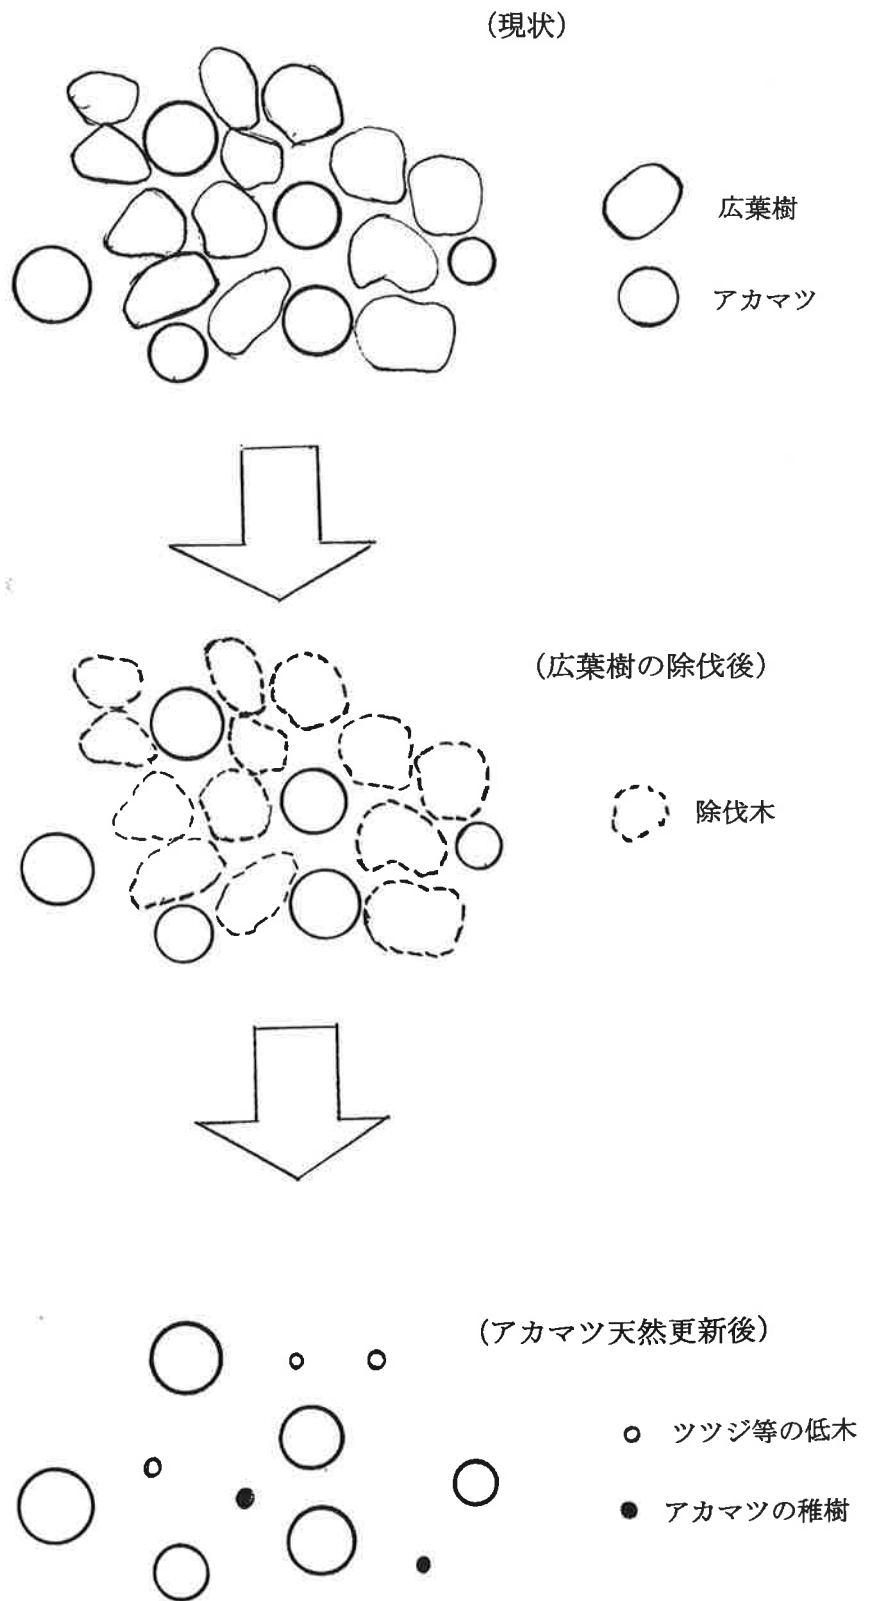 (現状)
広葉樹
アカマツ
(広葉樹の除伐後)
除伐木
(アカマツ天然更新後)
ツツジ等の低木
アカマツの稚樹